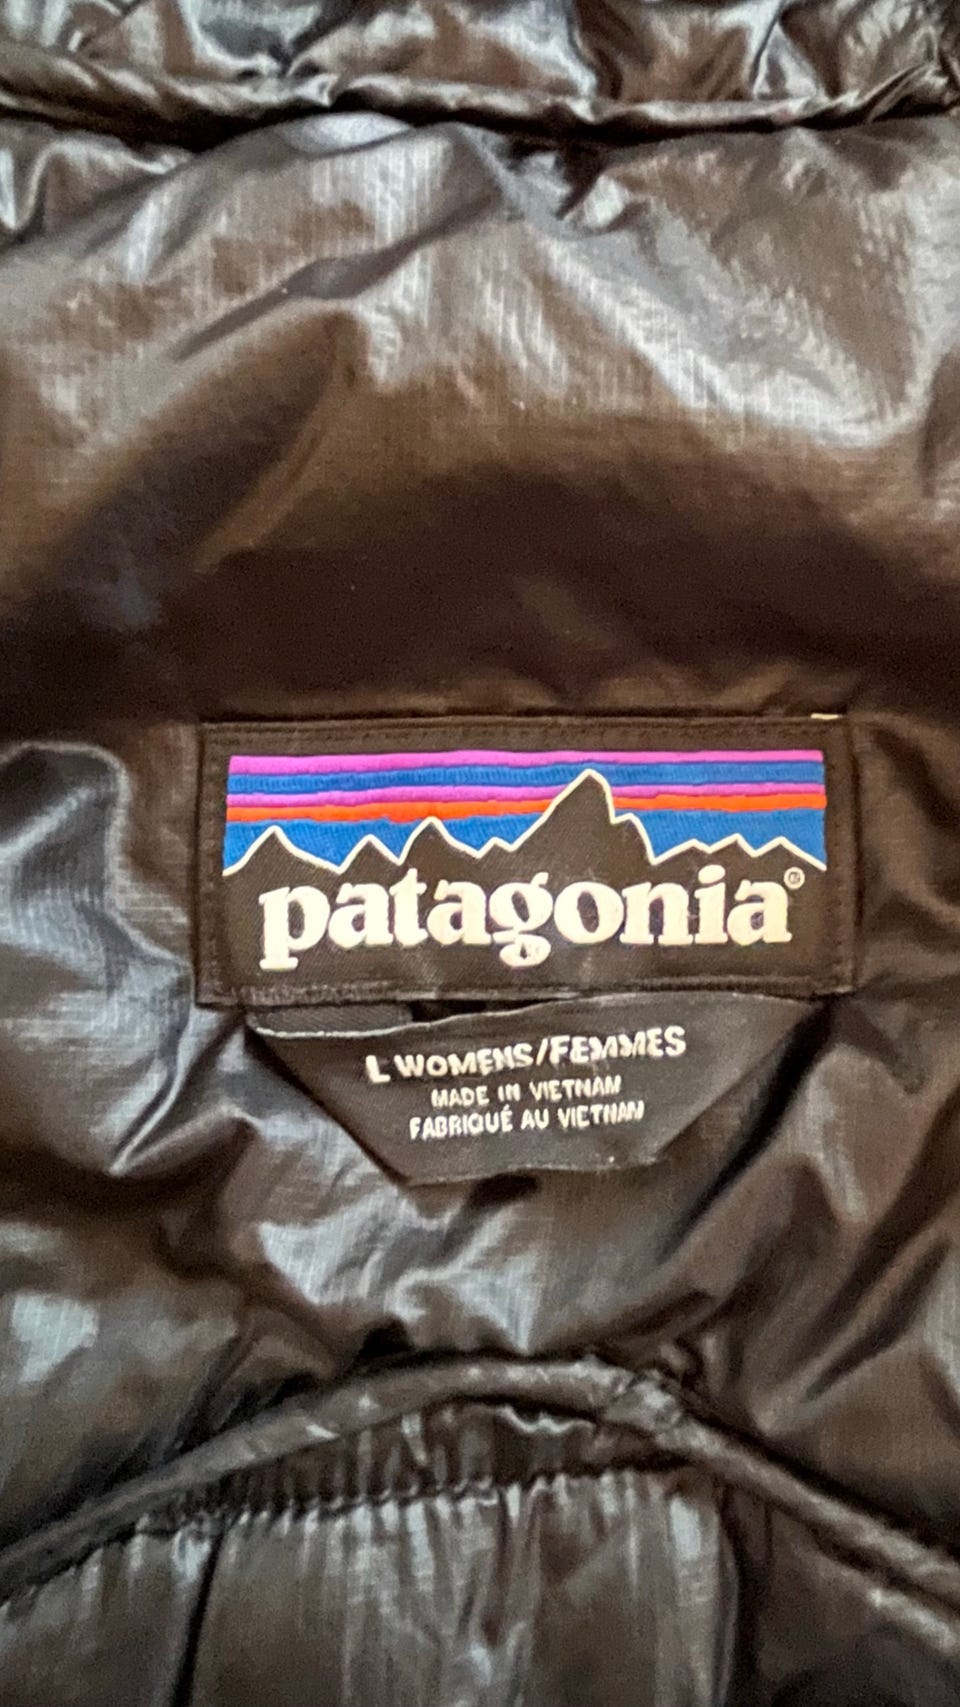 patagonia®
L WOMENS/FEMMES
MADE IN VIETNAM
FABRIQUÉ AU VIETNAM